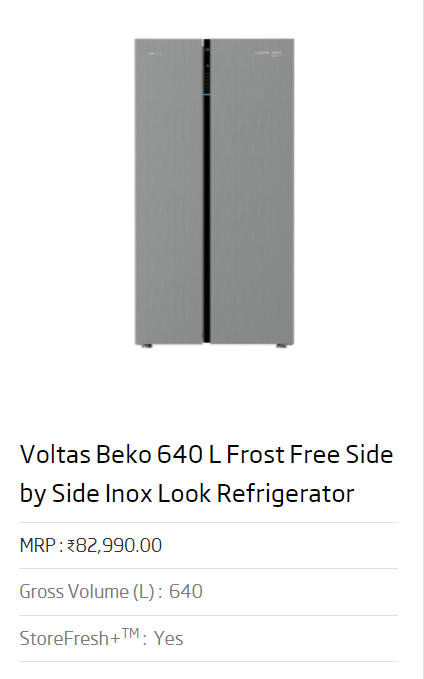 Voltas Beko 640 L Frost Free Side
by Side Inox Look Refrigerator
MRP : ₹82,990.00
Gross Volume (L) : 640
StoreFresh+™ : Yes